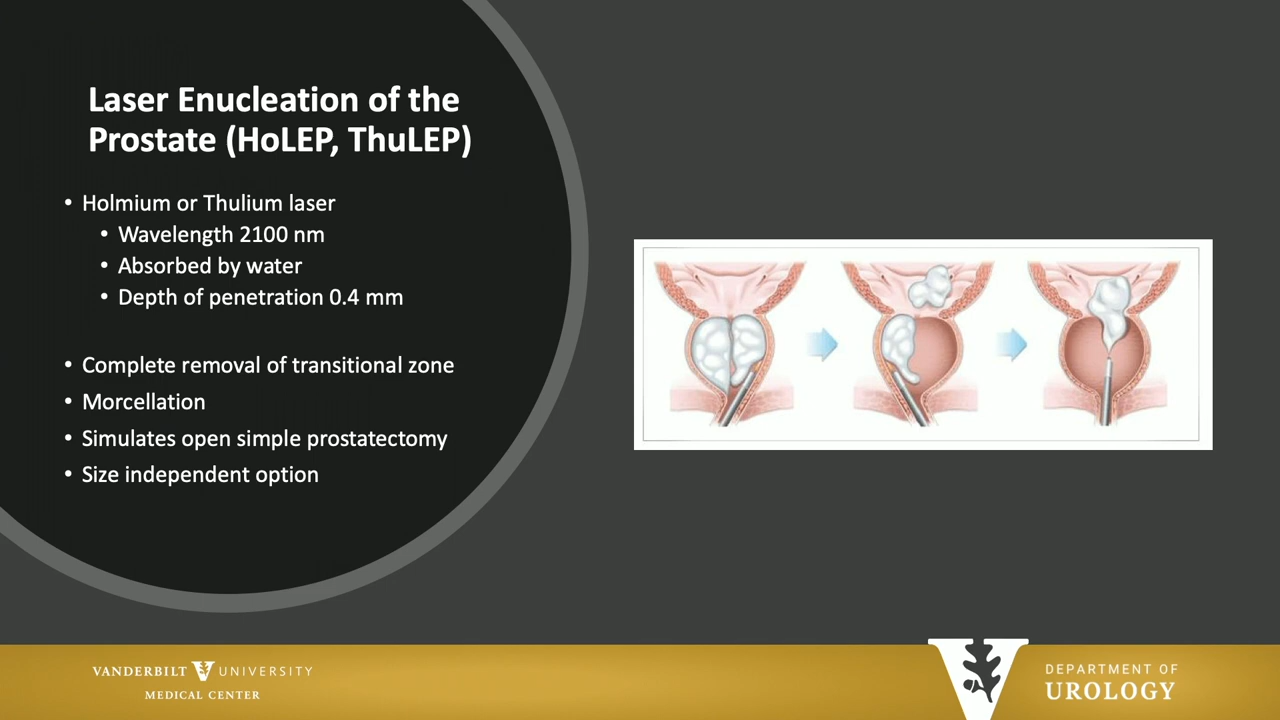 Laser Enucleation of the
Prostate (HoLEP, ThuLEP)
• Holmium or Thulium laser
• Wavelength 2100 nm
• Absorbed by water
• Depth of penetration 0.4 mm
• Complete removal of transitional zone
• Morcellation
• Simulates open simple prostatectomy
• Size independent option
VANDERBILT V UNIVERSITY
MEDICAL CENTER
V
DEPARTMENT OF
UROLOGY